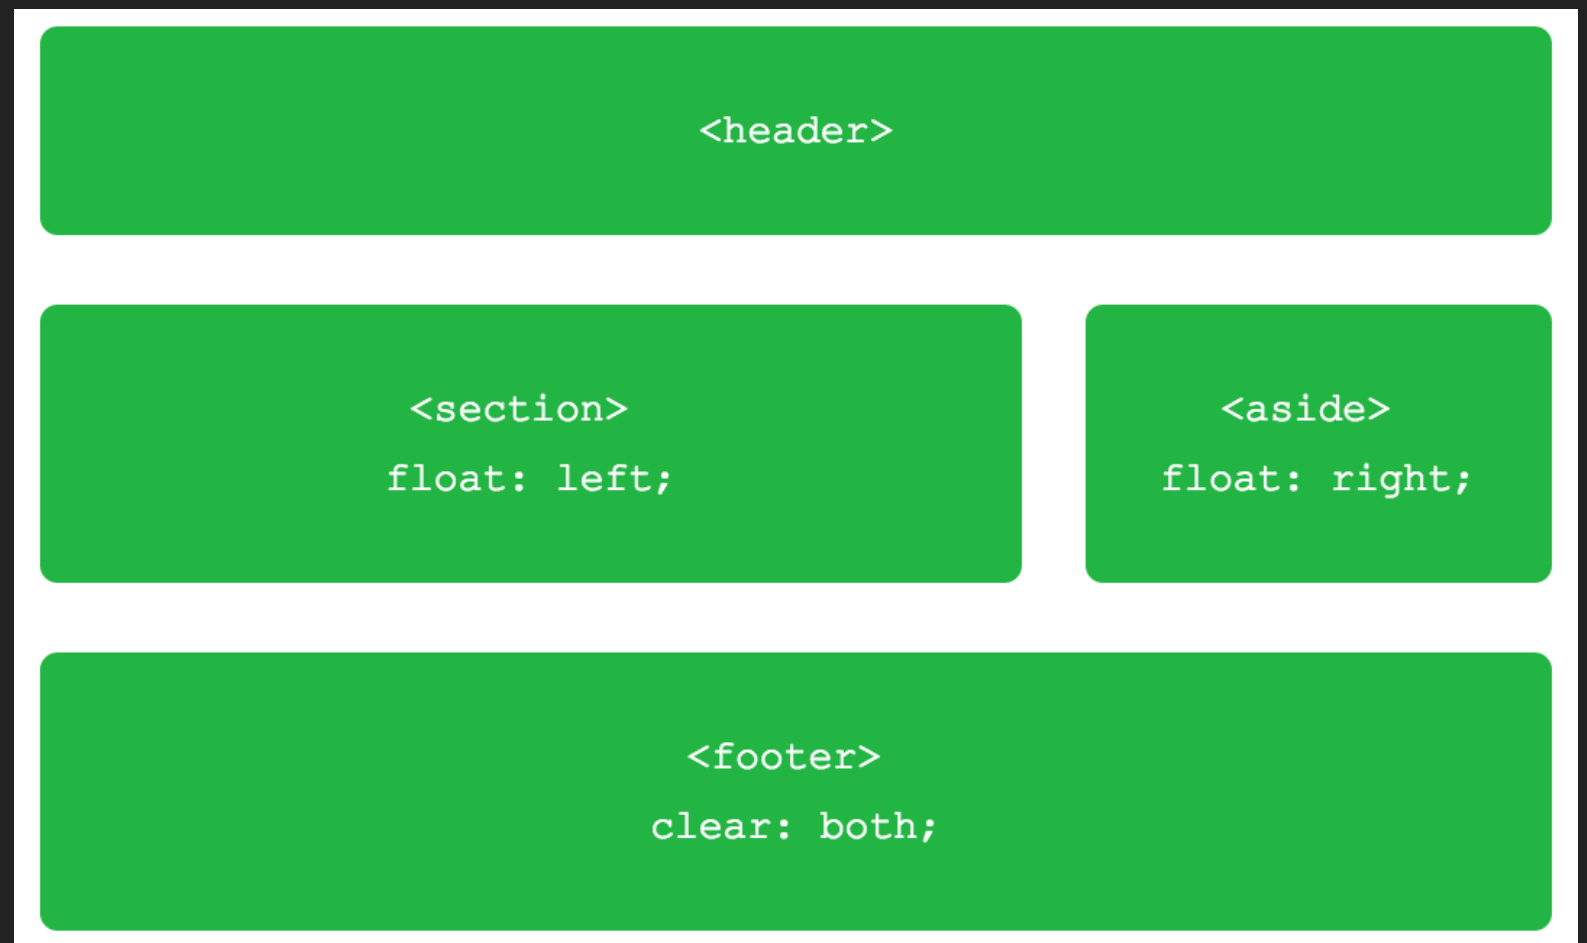 <header>
<section>
float: left;
<aside>
float: right;
<footer>
clear: both;